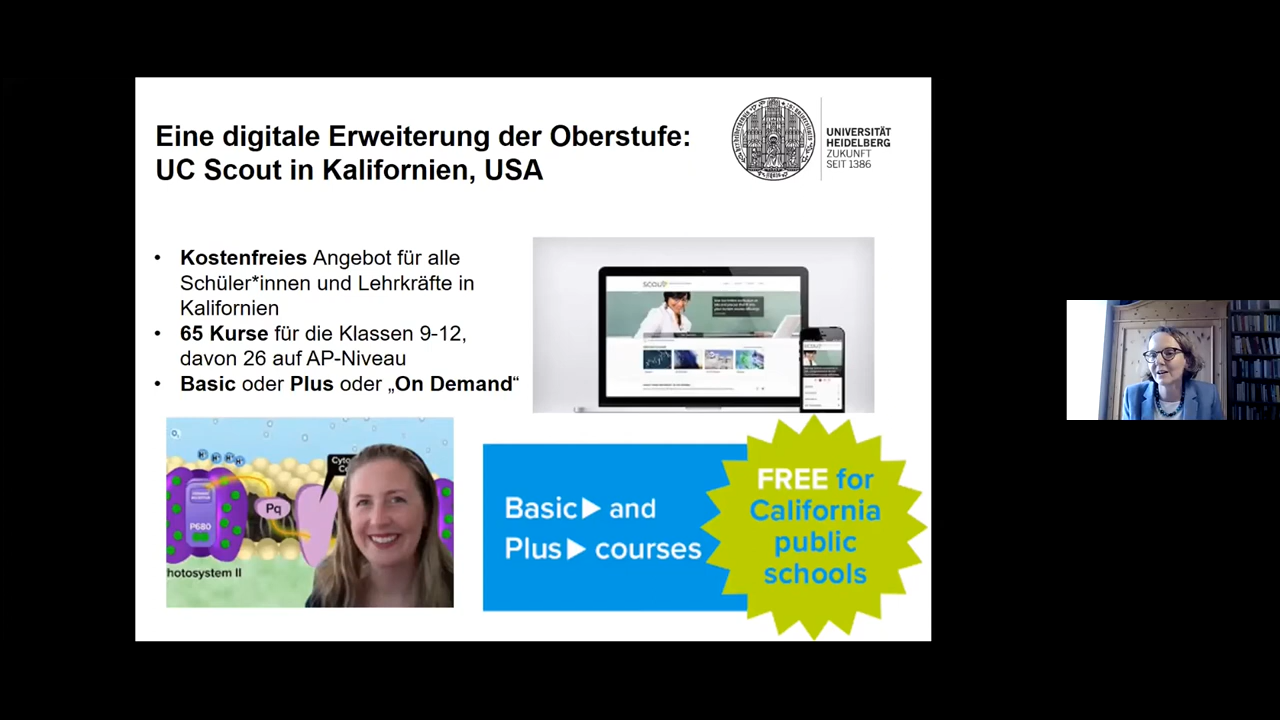 Eine digitale Erweiterung der Oberstufe:
UC Scout in Kalifornien, USA
UNIVERSITÄT
HEIDELBERG
ZUKUNFT
SEIT 1386
• Kostenfreies Angebot für alle
Schüler*innen und Lehrkräfte in
Kalifornien
• 65 Kurse für die Klassen 9-12,
davon 26 auf AP-Niveau
• Basic oder Plus oder „On Demand“
scout
H+ H+ H+ H+
Pq
P680
hotosystem II
Basic▶ and
Plus▶ courses
FREE for
California
public
schools